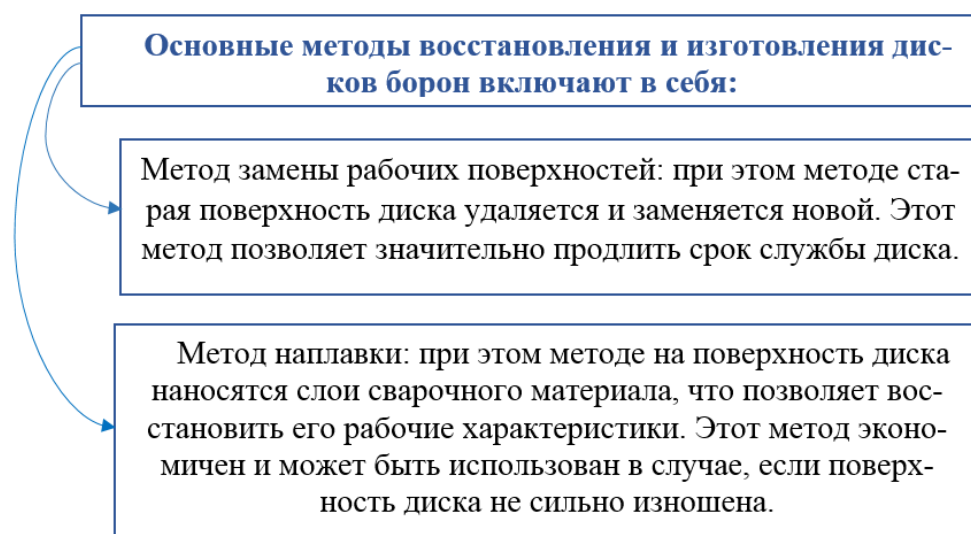 Основные методы восстановления и изготовления дис-
ков борон включают в себя:
Метод замены рабочих поверхностей: при этом методе ста-
рая поверхность диска удаляется и заменяется новой. Этот
метод позволяет значительно продлить срок службы диска.
Метод наплавки: при этом методе на поверхность диска
наносятся слои сварочного материала, что позволяет вос-
становить его рабочие характеристики. Этот метод эконо-
мичен и может быть использован в случае, если поверх-
ность диска не сильно изношена.